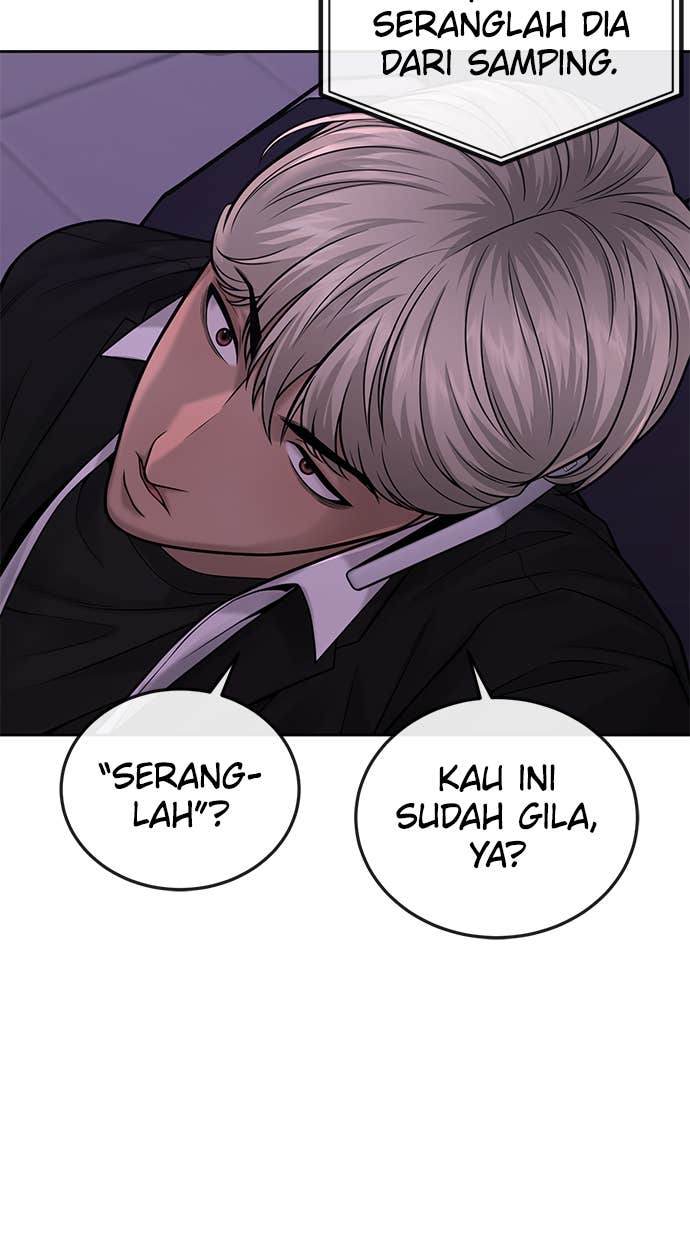 SERANGLAH DIA
DARI SAMPING.
"SERANG-
LAH"?
KAU INI
SUDAH GILA,
YA?